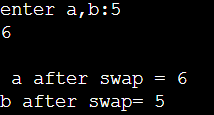 enter a,b:5
6
a after swap = 6
b after swap= 5